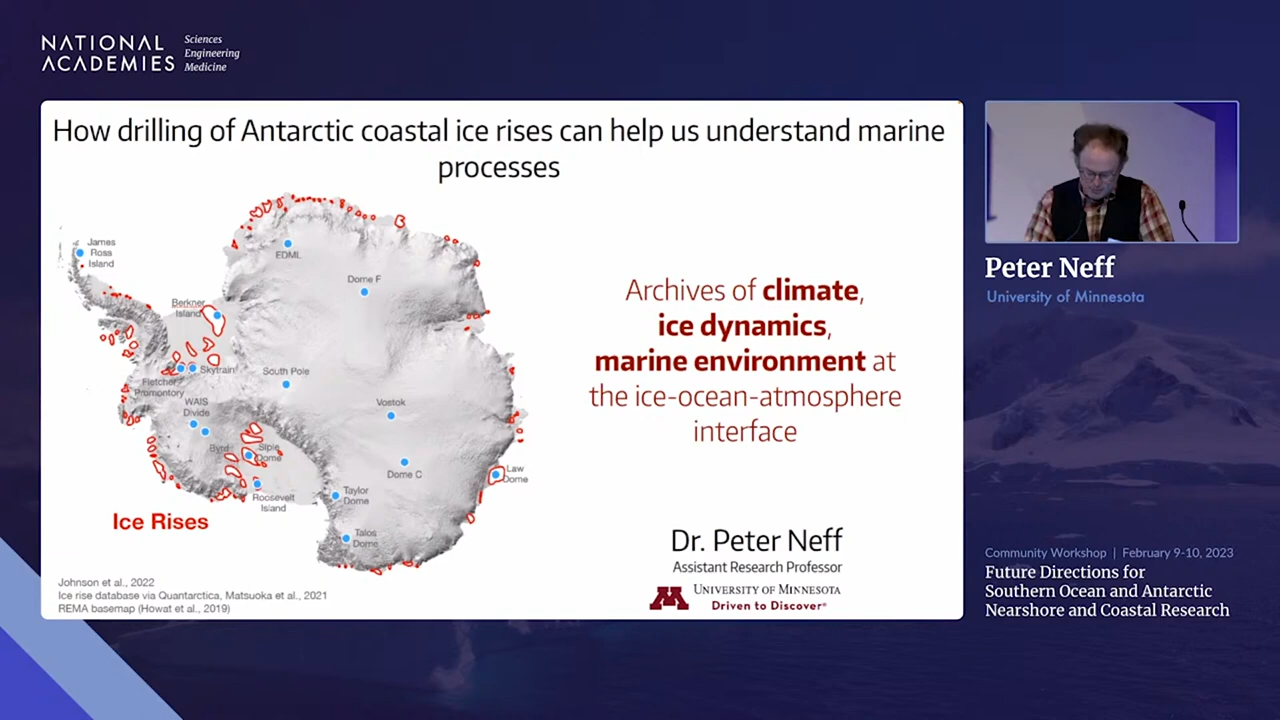 NATIONAL
ACADEMIES
Sciences
Engineering
Medicine
How drilling of Antarctic coastal ice rises can help us understand marine
processes
James
Ross
Island
EDML
Dome F
Berkner
Island
Skytrain
Fletcher
Promontory
South Pole
WAIS
Divide
Vostok
Byrd
Siple
Dome
Dome C
Law
Dome
Roosevelt
Island
Taylor
Dome
Talos
Dome
Ice Rises
Johnson et al., 2022
Ice rise database via Quantarctica, Matsuoka et al., 2021
REMA basemap (Howat et al., 2019)
Archives of climate,
ice dynamics,
marine environment at
the ice-ocean-atmosphere
interface
Dr. Peter Neff
Assistant Research Professor
M
UNIVERSITY OF MINNESOTA
Driven to Discover®
Peter Neff
University of Minnesota
Community Workshop | February 9-10, 2023
Future Directions for
Southern Ocean and Antarctic
Nearshore and Coastal Research